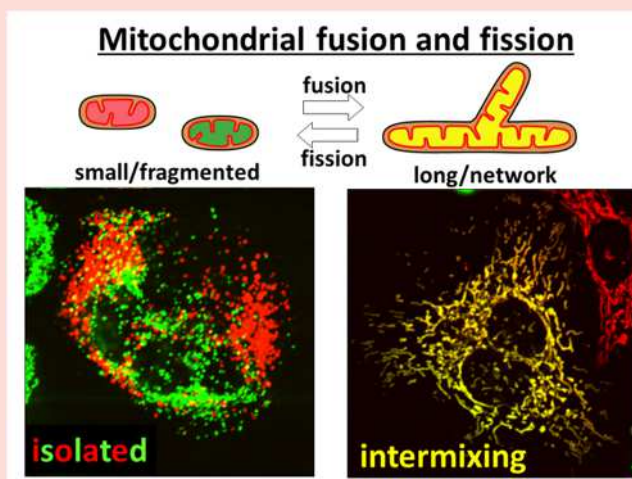 Mitochondrial fusion and fission
fusion
fission
small/fragmented
long/network
isolated
intermixing